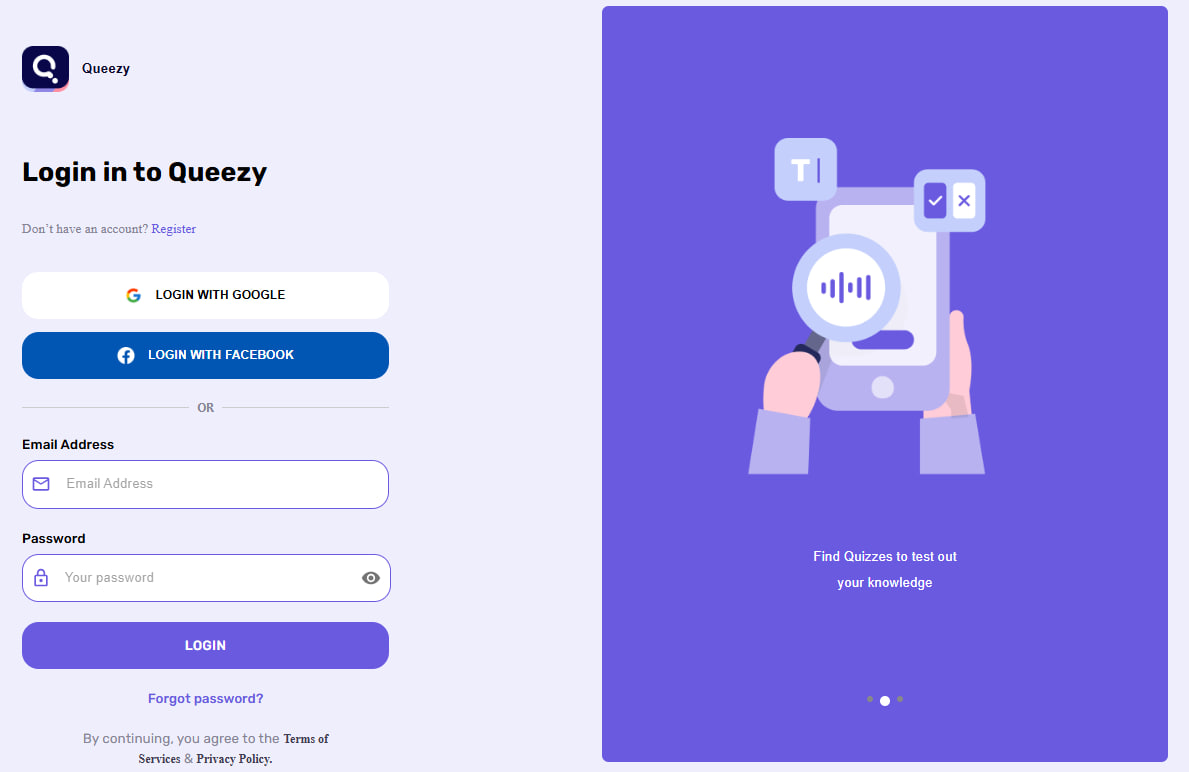 Queezy
Login in to Queezy
Don't have an account? Register
LOGIN WITH GOOGLE
LOGIN WITH FACEBOOK
OR
Email Address
Email Address
Password
Your password
LOGIN
Forgot password?
By continuing, you agree to the Terms of
Services & Privacy Policy.
T
Find Quizzes to test out
your knowledge